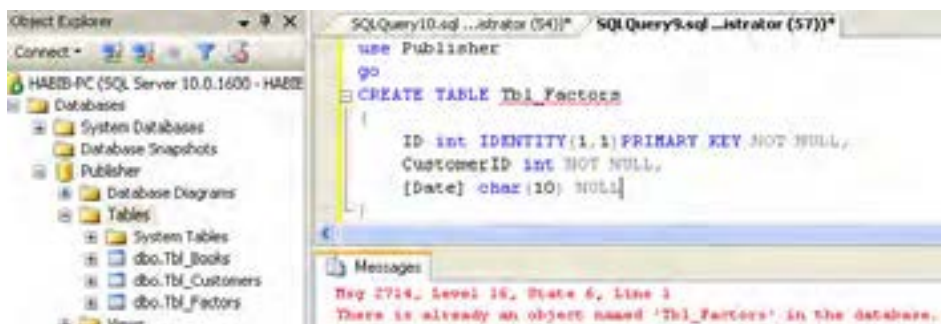 Object Explorer
Connect
HABIB-PC (SQL Server 10.0.1600 - HABIB
Databases
System Databases
Database Snapshots
Publisher
Database Diagrams
Tables
System Tables
dbo.Tbl_Books
dbo.Tbl_Customers
dbo.Tbl_Factors
Views
SQLQuery10.sql ...istrator (54))*
SQLQuery9.sql ...istrator (57))*
use Publisher
go
CREATE TABLE Tbl_Factors
(
ID int IDENTITY(1,1)PRIMARY KEY NOT NULL,
CustomerID int NOT NULL,
[Date] char(10) NULL
)
Messages
Msg 2714, Level 16, State 6, Line 1
There is already an object named 'Tbl_Factors' in the database.